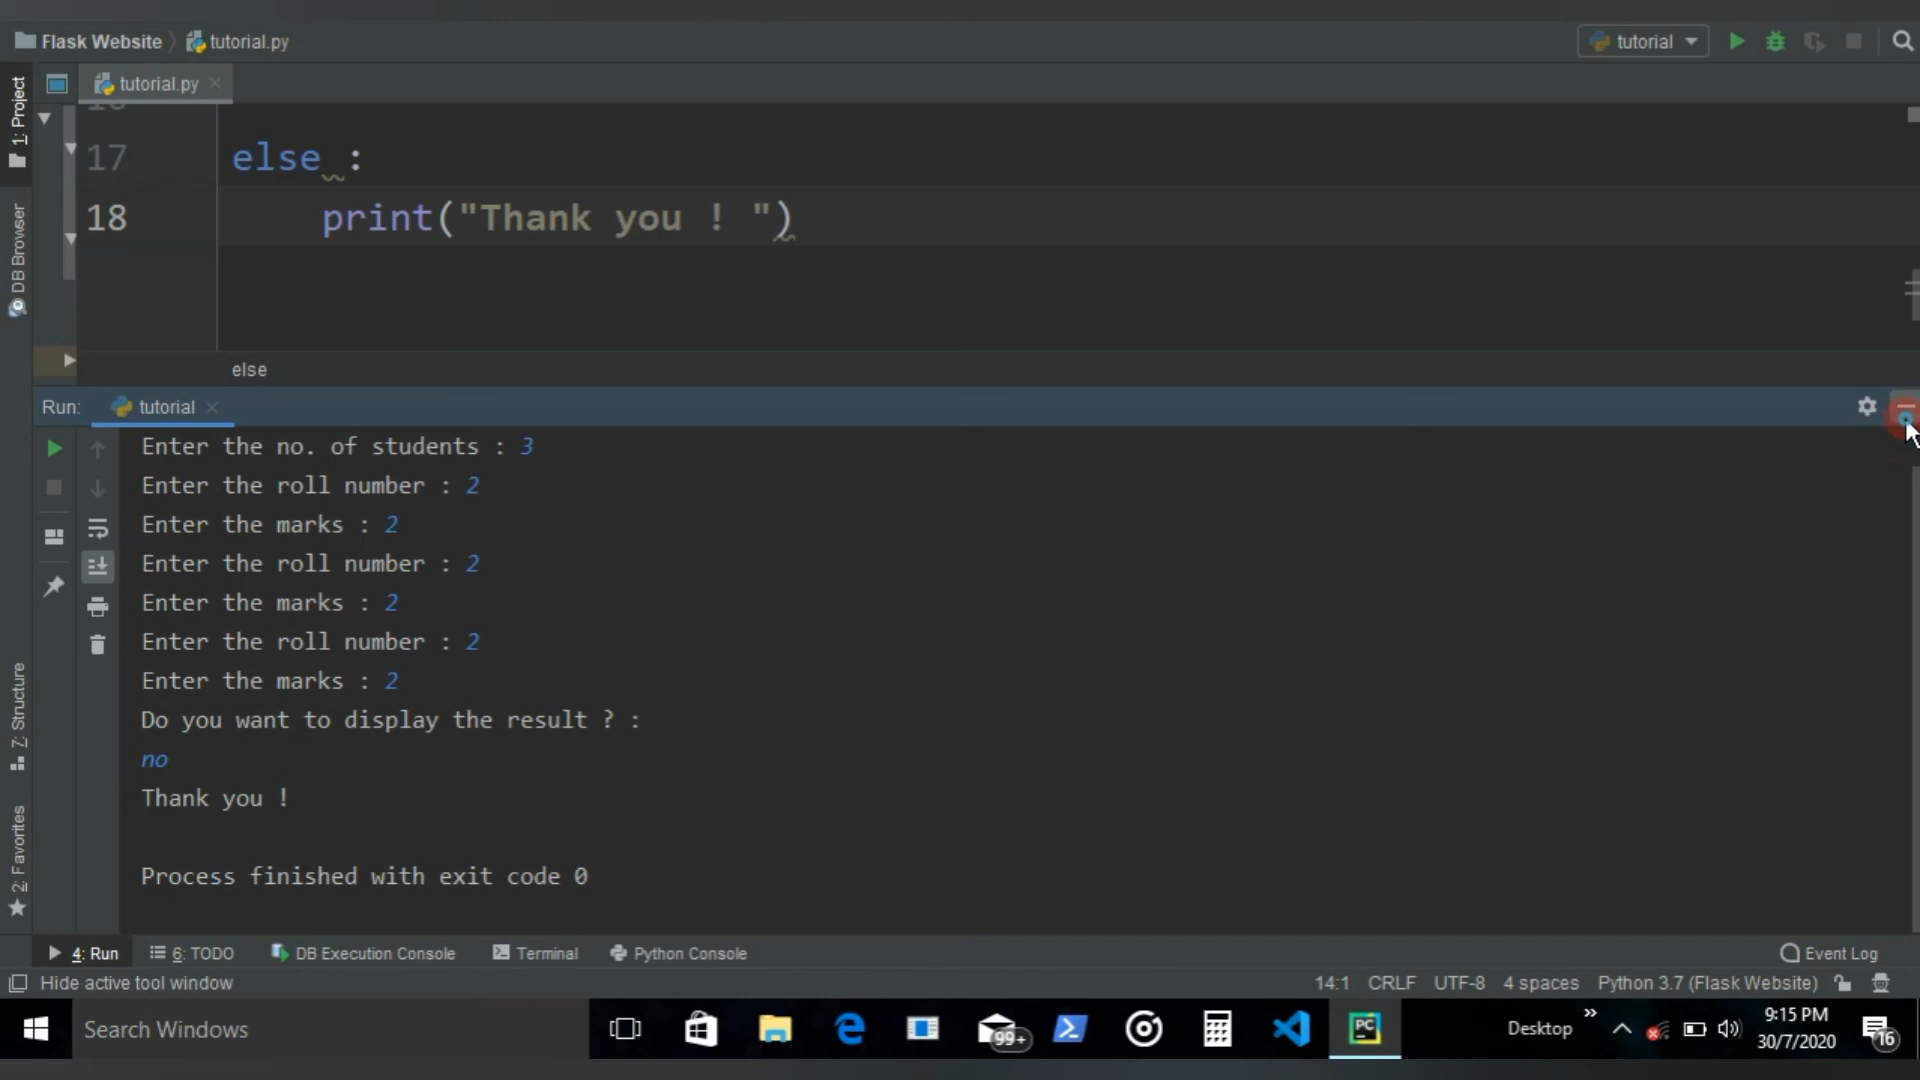 Flask Website tutorial.py tutorial
tutorial.py
17 else :
18 print("Thank you ! ")
else
Run: tutorial
Enter the no. of students : 3
Enter the roll number : 2
Enter the marks : 2
Enter the roll number : 2
Enter the marks : 2
Enter the roll number : 2
Enter the marks : 2
Do you want to display the result ? :
no
Thank you !
Process finished with exit code 0
1: Project
DB Browser
7: Structure
2: Favorites
4: Run 6: TODO DB Execution Console Terminal Python Console Event Log
Hide active tool window 14:1 CRLF UTF-8 4 spaces Python 3.7 (Flask Website)
Search Windows 99+ PC Desktop 9:15 PM
30/7/2020 16